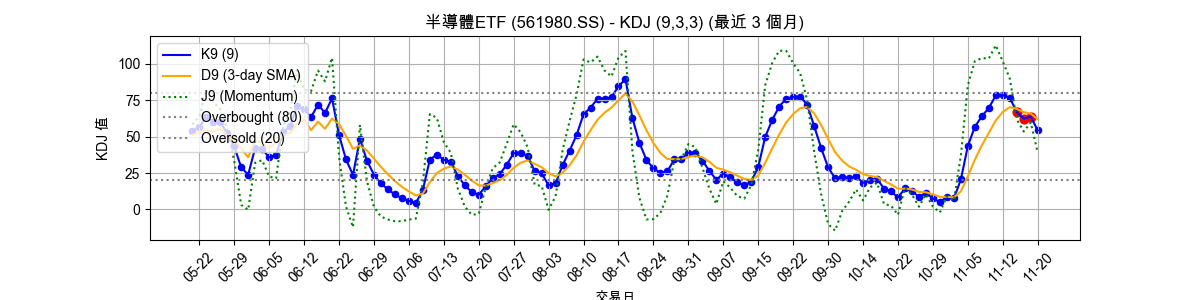 半導體ETF (561980.SS) - KDJ (9,3,3) (最近 3 個月)
KDJ 值
100
75
50
25
0
K9 (9)
D9 (3-day SMA)
J9 (Momentum)
Overbought (80)
Oversold (20)
05-22 05-29 06-05 06-12 06-22 06-29 07-06 07-13 07-20 07-27 08-03 08-10 08-17 08-24 08-31 09-07 09-15 09-22 09-30 10-14 10-22 10-29 11-05 11-12 11-20
交易日